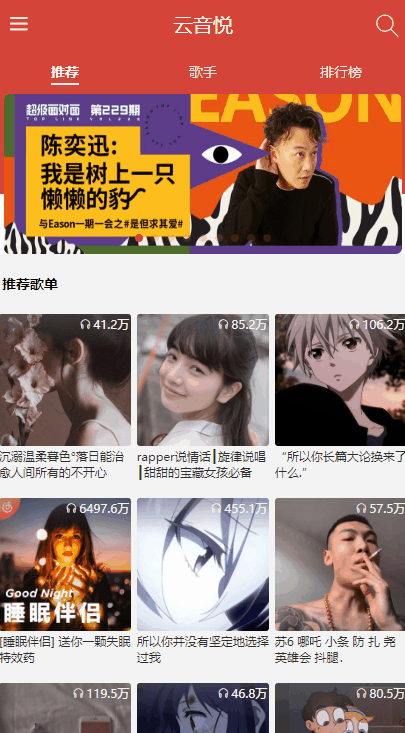 云音悦
推荐
歌手
排行榜
超级面对面 第229期
TOP LINE
陈奕迅:
我是树上一只
懒懒的豹
与Eason一期一会之#是但求其爱#
EASON
推荐歌单
41.2万
85.2万
106.2万
沉溺温柔暮色°落日能治
愈人间所有的不开心
rapper说情话┃旋律说唱
┃甜甜的宝藏女孩必备
“所以你长篇大论换来了
什么.”
6497.6万
455.1万
57.5万
Good Night
睡眠伴侣
[睡眠伴侣] 送你一颗失眠
特效药
所以你并没有坚定地选择
过我
苏6 哪吒 小条 防 扎 尧
英雄会 抖腿．
119.5万
46.8万
80.5万